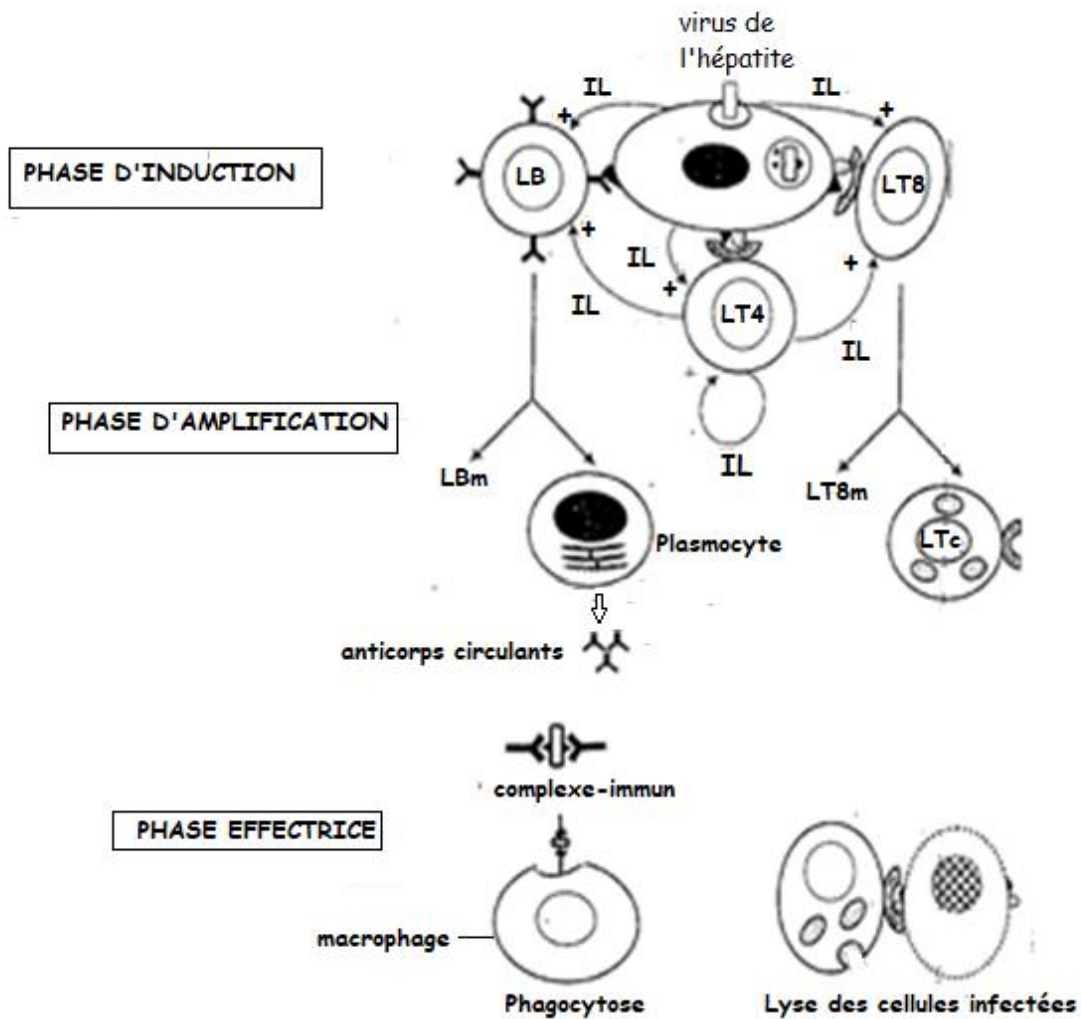 virus de
l'hépatite
IL
IL
+
+
PHASE D'INDUCTION
LB
LT8
+
IL
+
+
LT4
IL
IL
+
PHASE D'AMPLIFICATION
IL
LBm
LT8m
Plasmocyte
LTc
anticorps circulants
complexe-immun
PHASE EFFECTRICE
macrophage
Phagocytose
Lyse des cellules infectées